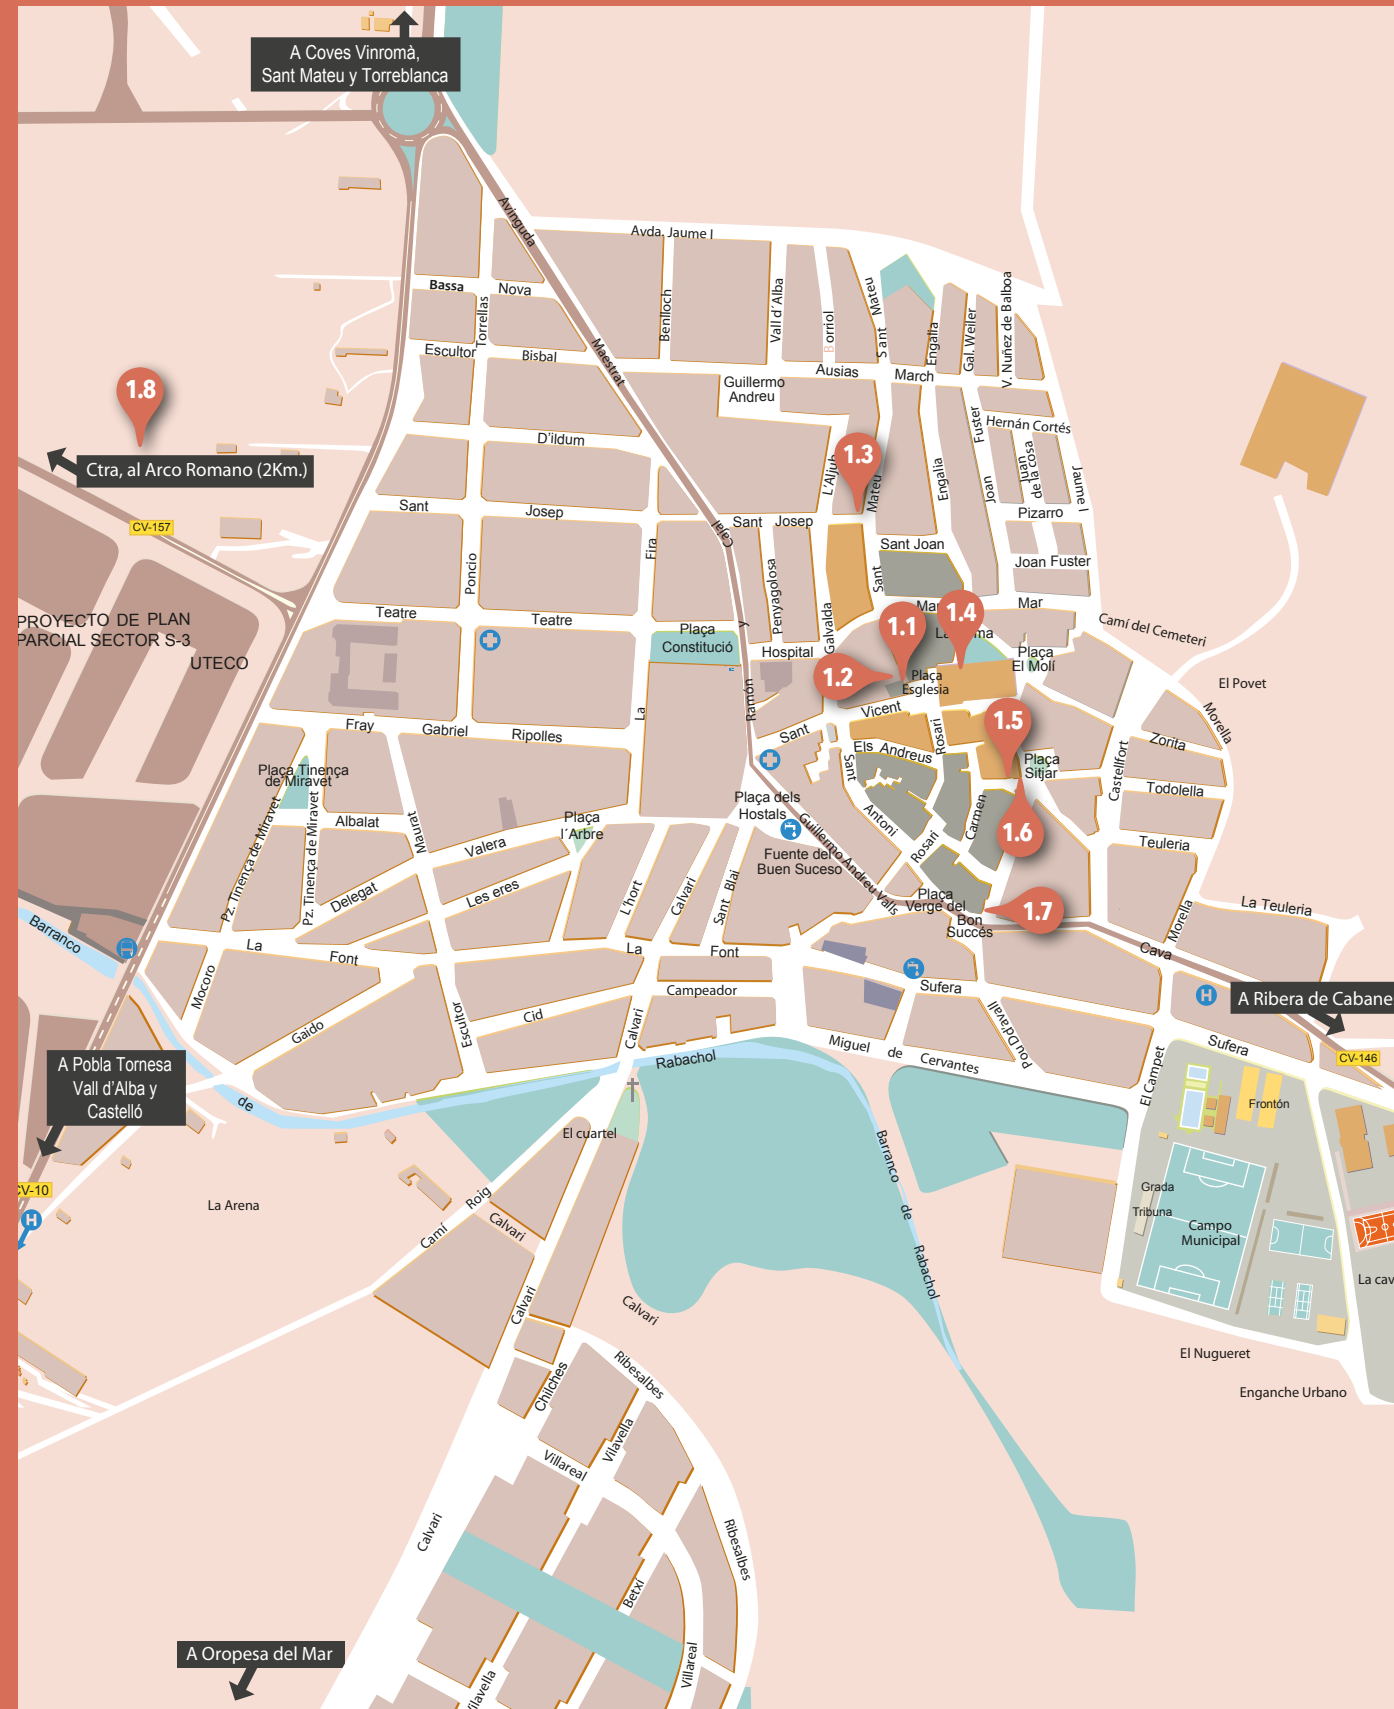 A Coves Vinromà,
Sant Mateu y Torreblanca
Avinguda
Maestrat
Avda. Jaume I
Bassa
Nova
Torrellas
Benlloch
Vall d´Alba
Borriol
Sant Mateu
Engalia
Gal. Weiler
V. Nuñez de Balboa
Escultor
Bisbal
Ausias
March
Guillermo
Andreu
Hernán Cortés
Fuster
Joan
Juan
de la cosa
Jaume I
1.8
Ctra, al Arco Romano (2Km.)
D'ildum
1.3
Mateu
Engalia
CV-157
Sant
Josep
Cajal
Sant Josep
Pizarro
Sant Joan
Joan Fuster
Fira
Poncio
Penyagolosa
Sant
Teatre
Teatre
y
Galvalda
Mar
1.4
1.1
Camí del Cemeteri
PROYECTO DE PLAN
PARCIAL SECTOR S-3
UTECO
Plaça
Constitució
Hospital
1.2
Plaça
Esglesia
Plaça
El Molí
El Povet
Ramón
La
Vicent
Morella
1.5
Fray
Gabriel
Ripolles
Sant
Els Andreus
Rosari
Zorita
Plaça Tinença
de Miravet
Sant
Plaça
Sitjar
Castellfort
Todolella
Plaça dels
Hostals
Pz. Tinença de Miravet
Pz. Tinença de Miravet
Albalat
Maurat
Valera
Plaça
l´Arbre
Antoni
Carmen
1.6
Teuleria
Guillermo Andreu Valls
Rosari
Fuente del
Buen Suceso
Delegat
Les eres
L'hort
Calvari
Sant Blai
Plaça
Verge del
Bon
Succés
1.7
La Teuleria
Morella
Barranco
La
Font
La
Font
Cava
Mocoro
Campeador
Sufera
H
A Ribera de Cabane
Gaido
Escultor
Cid
Calvari
Pou D'avall
Sufera
Rabachol
Miguel de Cervantes
CV-146
A Pobla Tornesa
Vall d'Alba y
Castelló
de
El Campet
Frontón
El cuartel
Barranco
de
Rabachol
CV-10
H
La Arena
Camí
Roig
Calvari
Grada
Tribuna
Campo
Municipal
La cav
Calvari
Calvari
El Nugueret
Enganche Urbano
Ribesalbes
Chilches
Vilavella
Villareal
Calvari
Ribesalbes
Betxí
A Oropesa del Mar
Villareal